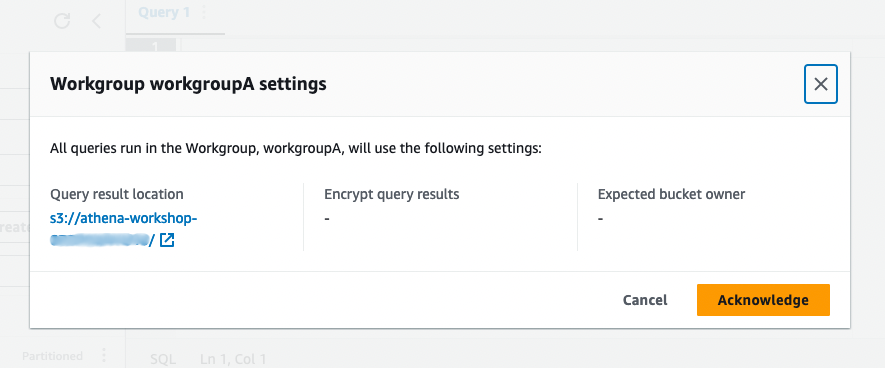 Query 1
1
Workgroup workgroupA settings
All queries run in the Workgroup, workgroupA, will use the following settings:
Query result location
s3://athena-workshop-
/
Encrypt query results
-
Expected bucket owner
-
Cancel
Acknowledge
Partitioned
SQL
Ln 1, Col 1